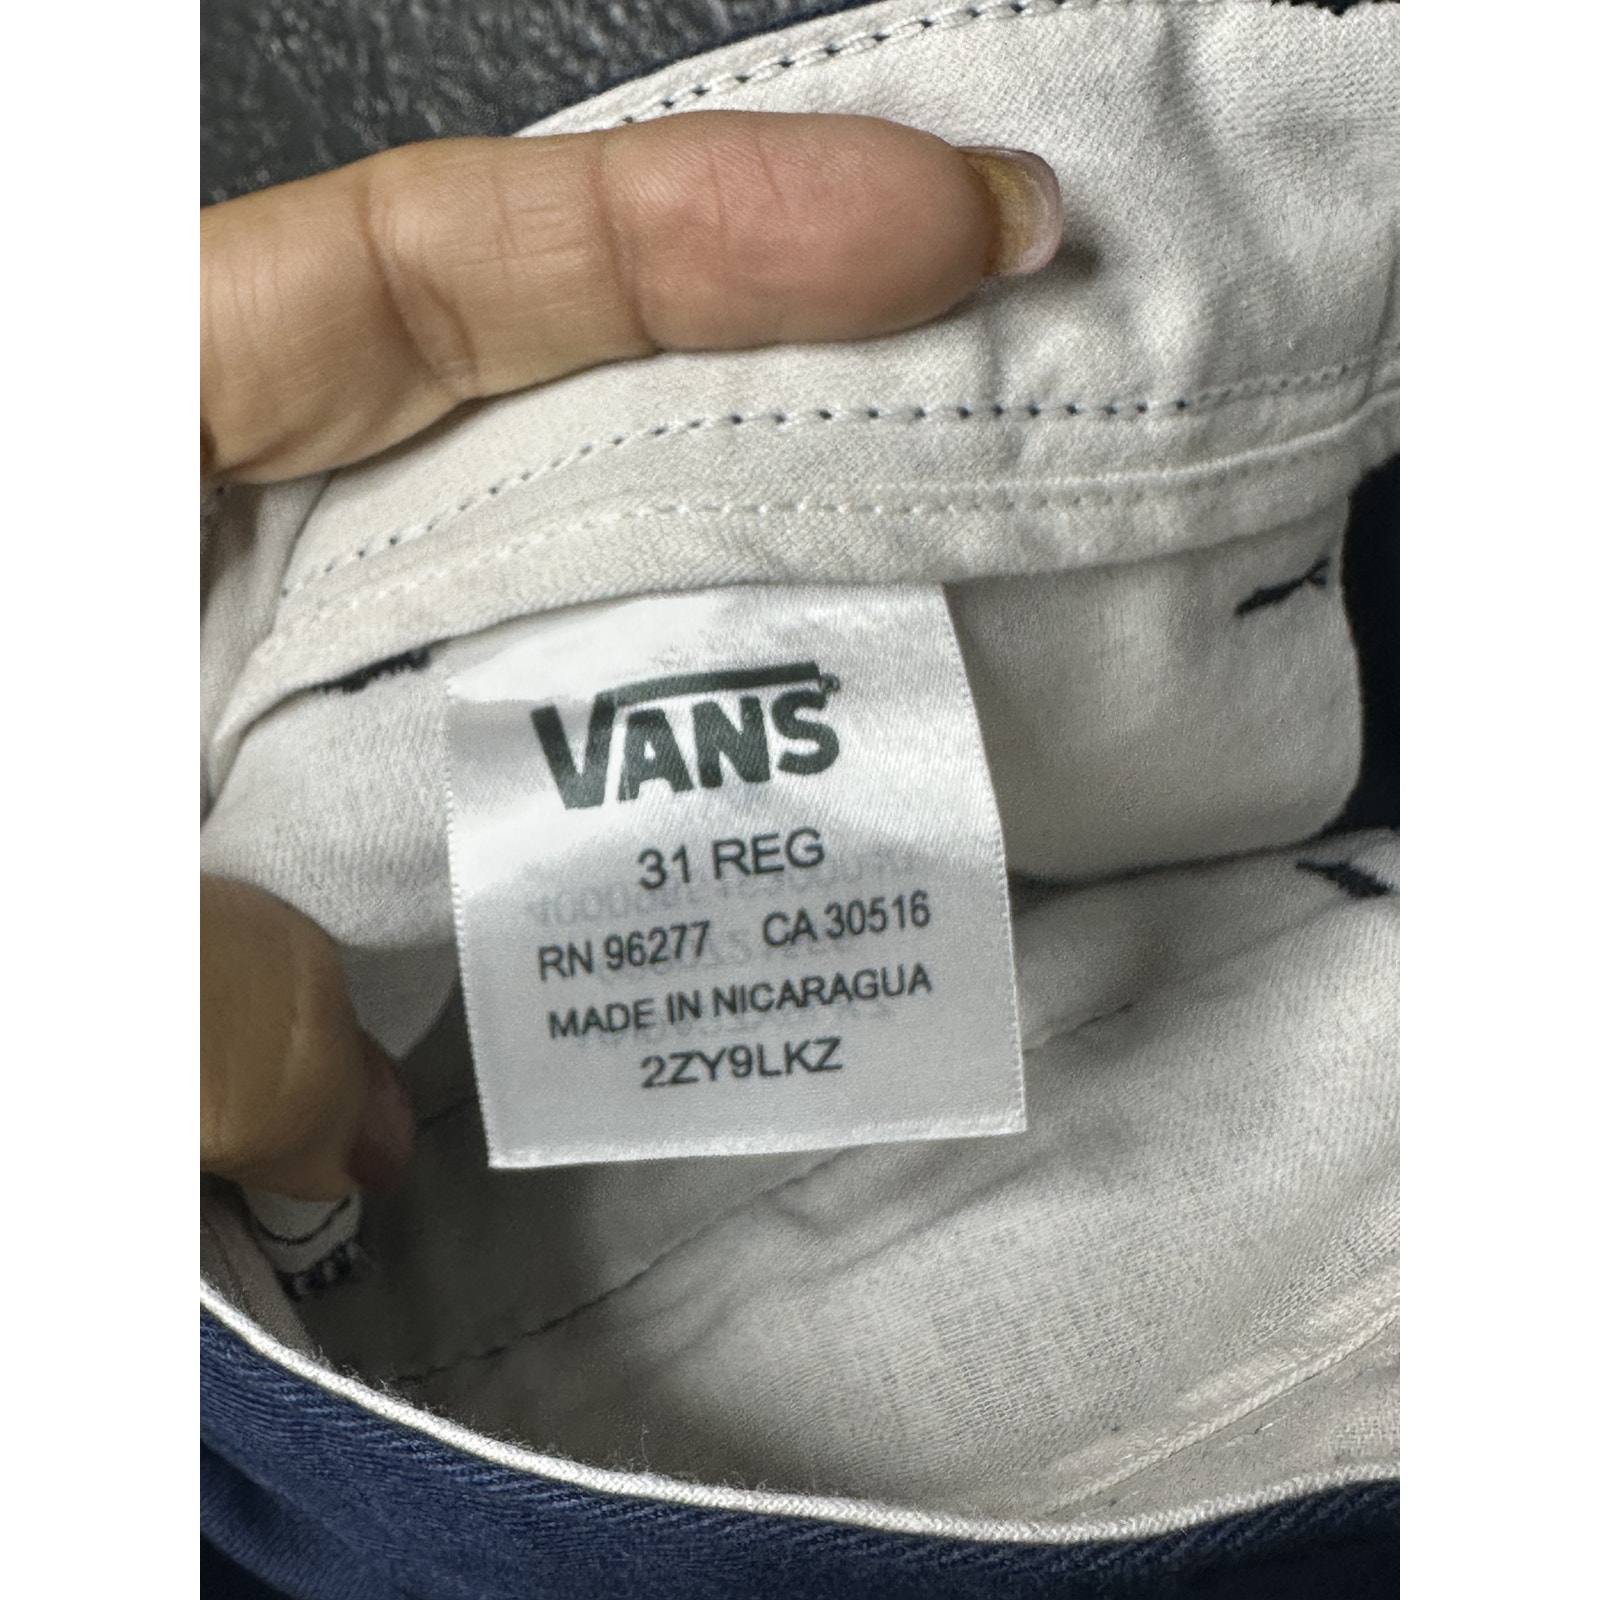 VANS
31 REG
RN 96277 CA 30516
MADE IN NICARAGUA
2ZY9LKZ